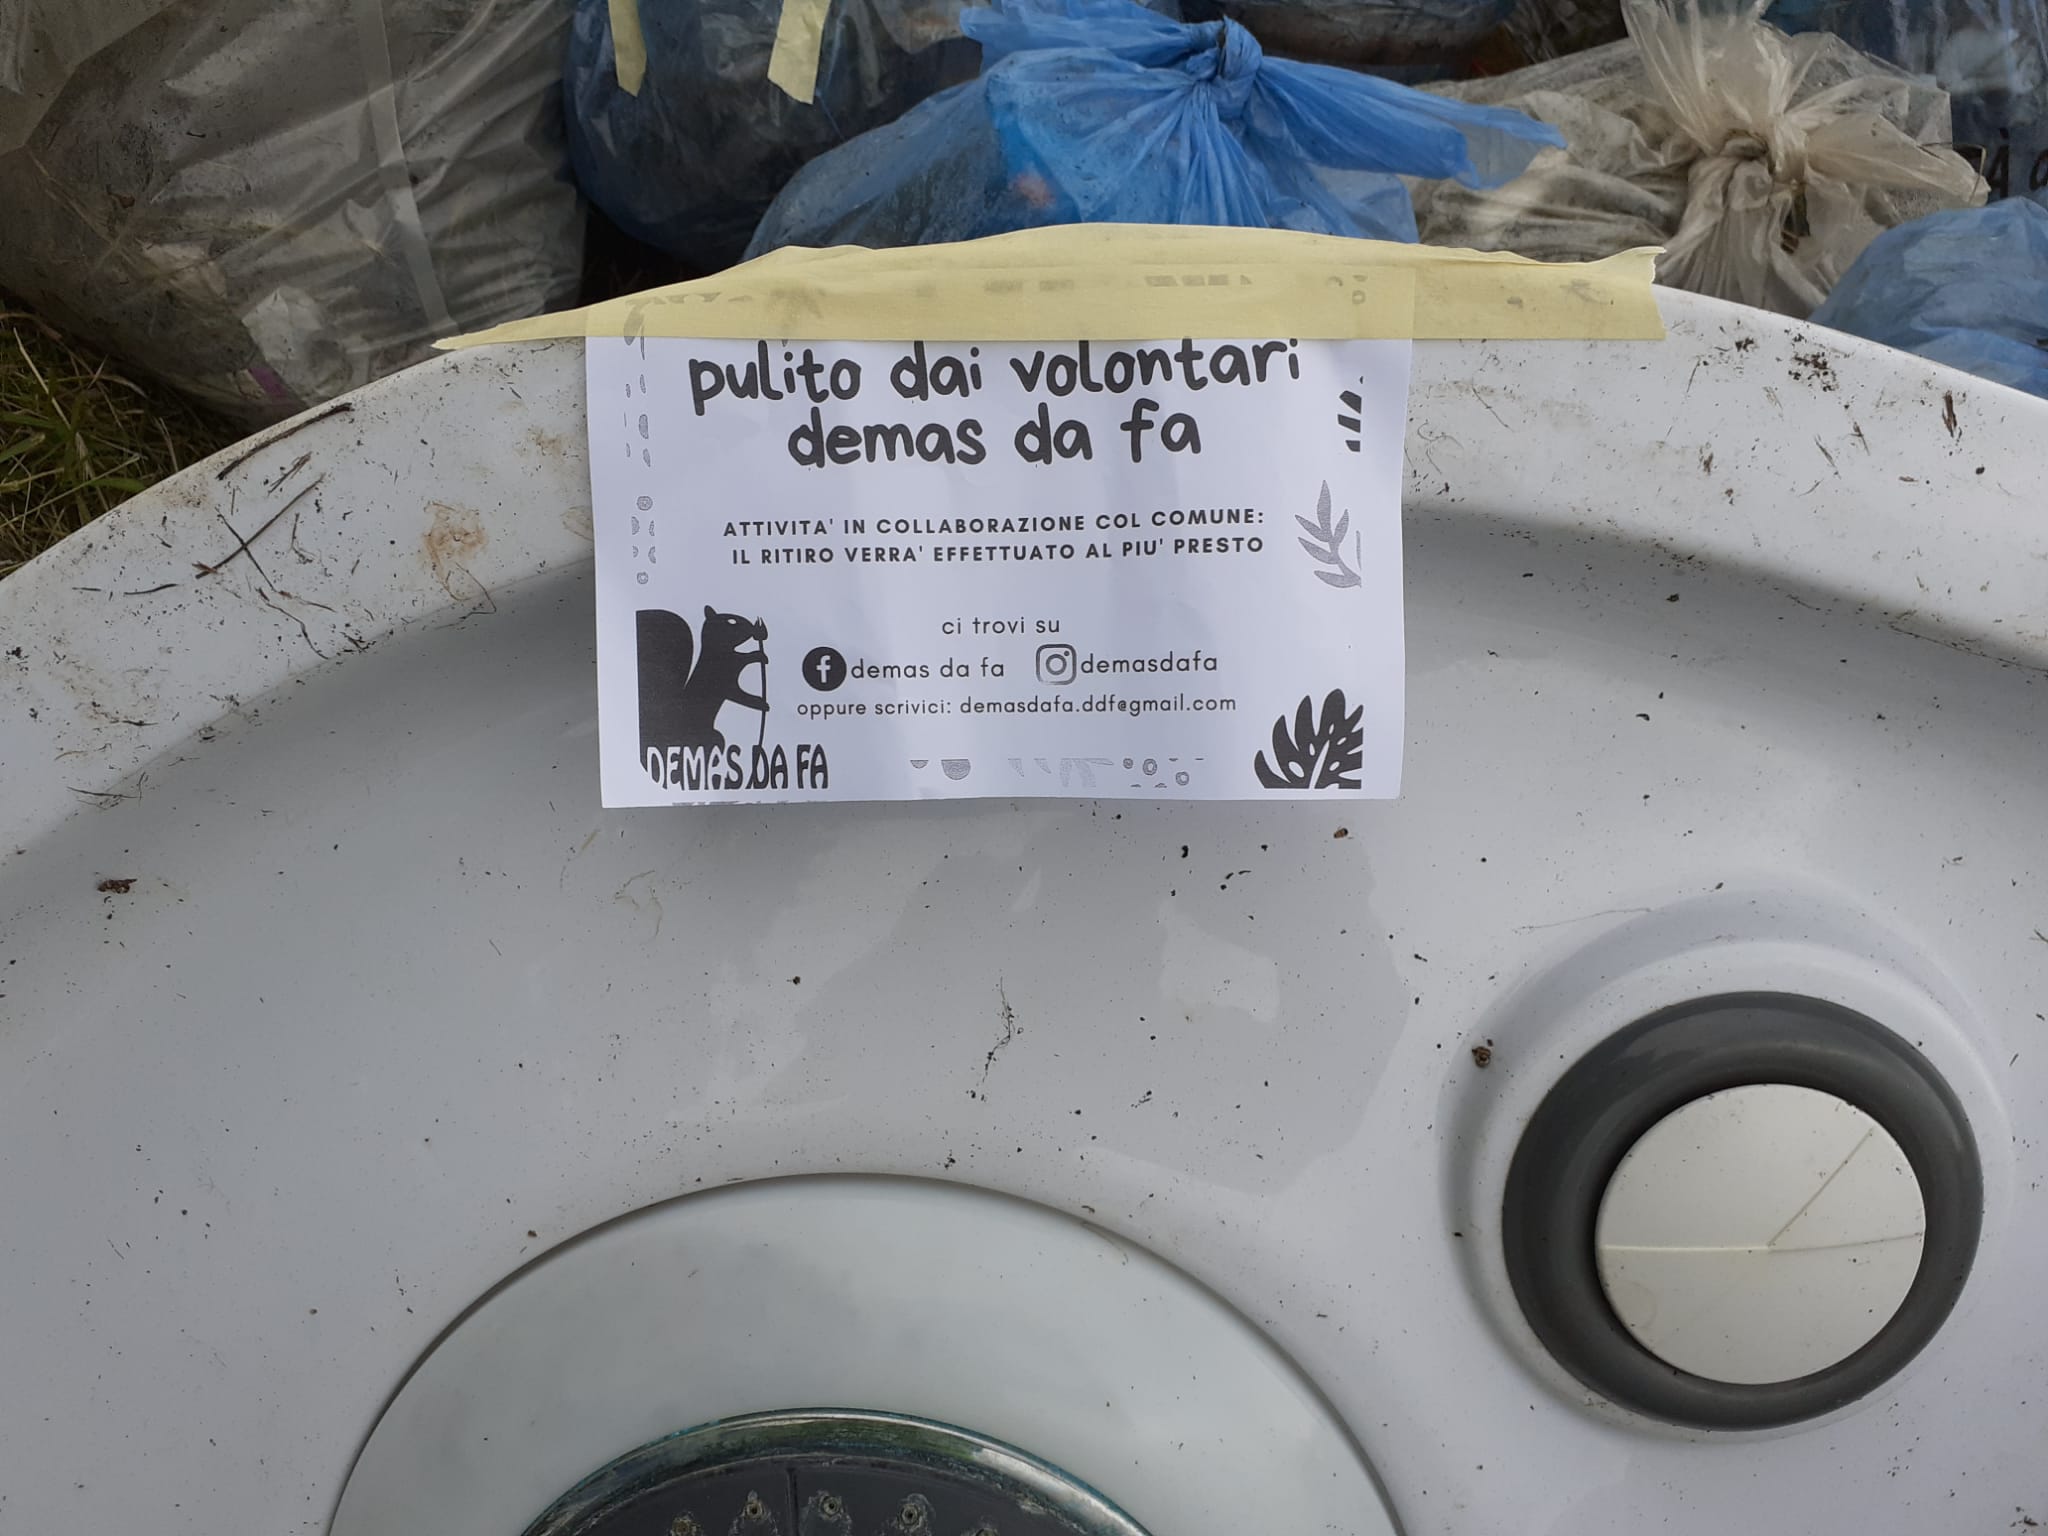 pulito dai volontari
demas da fa
ATTIVITA' IN COLLABORAZIONE COL COMUNE:
IL RITIRO VERRA' EFFETTUATO AL PIU' PRESTO
ci trovi su
demas da fa demasdafa
oppure scrivici: demasdafa.ddf@gmail.com
DEMAS DA FA